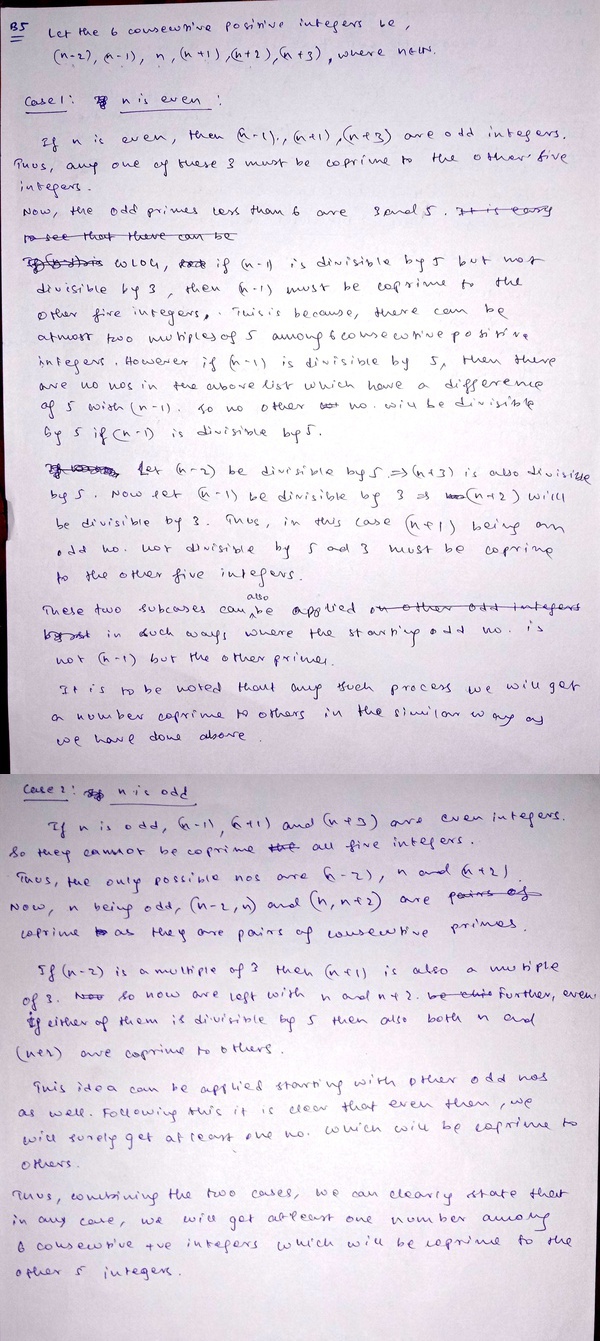 B5 Let the 6 consecutive positive integers be,
(n-2), (n-1), n, (n+1), (n+2), (n+3), where n∈IN.
Case 1: n is even :
If n is even, then (n-1), (n+1), (n+3) are odd integers.
Thus, any one of these 3 must be coprime to the other five
integers.
Now, the odd primes less than 6 are 3 and 5. It is easy
to see that there can be
WLOG, if (n-1) is divisible by 5 but not
divisible by 3, then (n-1) must be coprime to the
other five integers. This is because, there can be
atmost two multiples of 5 among 6 consecutive positive
integers. However if (n-1) is divisible by 5, then there
are no nos in the above list which have a difference
of 5 with (n-1). So no other no. will be divisible
by 5 if (n-1) is divisible by 5.
Let (n-2) be divisible by 5 ⇒ (n+3) is also divisible
by 5. Now let (n-1) be divisible by 3 ⇒ (n+2) will
be divisible by 3. Thus, in this case (n+1) being an
odd no. not divisible by 5 ad 3 must be coprime
to the other five integers.
These two subcases can also be applied on other odd integers
in such ways where the starting odd no. is
not (n-1) but the other primes.
It is to be noted that any such process we will get
a number coprime to others in the similar way as
we have done above.
Case 2: n is odd
If n is odd, (n-1), (n+1) and (n+3) are even integers.
So they cannot be coprime all five integers.
Thus, the only possible nos are (n-2), n and (n+2).
Now, n being odd, (n-2, n) and (n, n+2) are pairs of
coprime as they are pairs of consecutive primes.
If (n-2) is a multiple of 3 then (n+1) is also a multiple
of 3. So now are left with n and n+2. Further, even
if either of them is divisible by 5 then also both n and
(n+2) are coprime to others.
This idea can be applied starting with other odd nos
as well. Following this it is clear that even then, we
will surely get at least one no. which will be coprime to
others.
Thus, combining the two cases, we can clearly state that
in any case, we will get atleast one number among
6 consecutive +ve integers which will be coprime to the
other 5 integers.